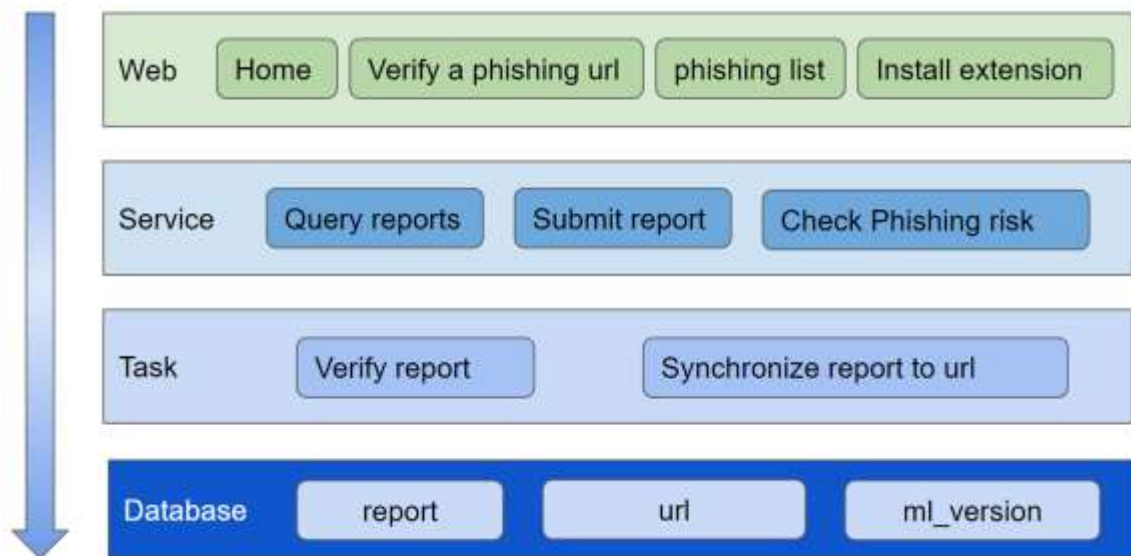 Web Home Verify a phishing url phishing list Install extension
Service Query reports Submit report Check Phishing risk
Task Verify report Synchronize report to url
Database report url ml_version